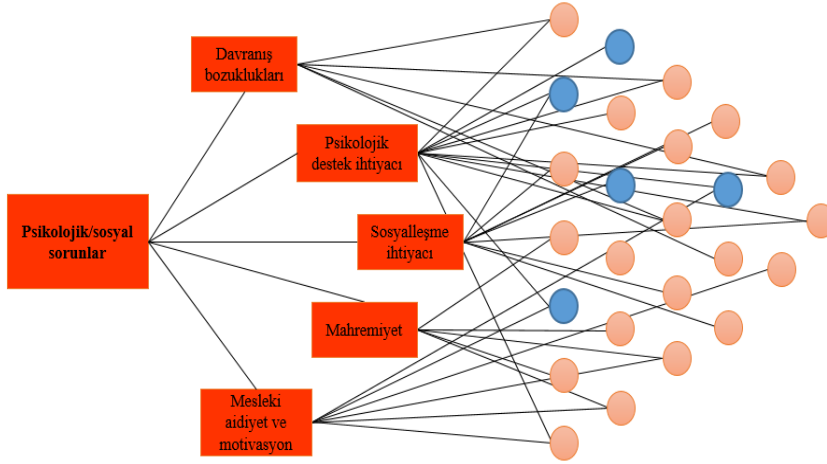 Davranış
bozuklukları
Psikolojik
destek ihtiyacı
Psikolojik/sosyal
sorunlar
Sosyalleşme
ihtiyacı
Mahremiyet
Mesleki
aidiyet ve
motivasyon